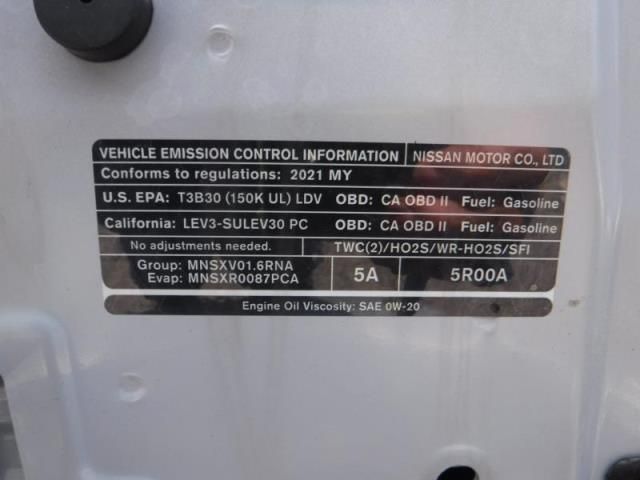 VEHICLE EMISSION CONTROL INFORMATION NISSAN MOTOR CO., LTD
Conforms to regulations: 2021 MY
U.S. EPA: T3B30 (150K UL) LDV OBD: CA OBD II Fuel: Gasoline
California: LEV3-SULEV30 PC OBD: CA OBD II Fuel: Gasoline
No adjustments needed. TWC(2)/HO2S/WR-HO2S/SFI
Group: MNSXV01.6RNA
Evap: MNSXR0087PCA
5A 5R00A
Engine Oil Viscosity: SAE 0W-20